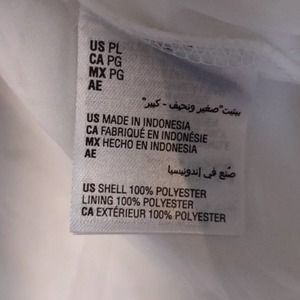 US PL
CA PG
MX PG
AE
بيتيت "صغير ونحيف - كبير"
US MADE IN INDONESIA
CA FABRIQUÉ EN INDONÉSIE
MX HECHO EN INDONESIA
AE
صنع في إندونيسيا
US SHELL 100% POLYESTER
LINING 100% POLYESTER
CA EXTÉRIEUR 100% POLYESTER